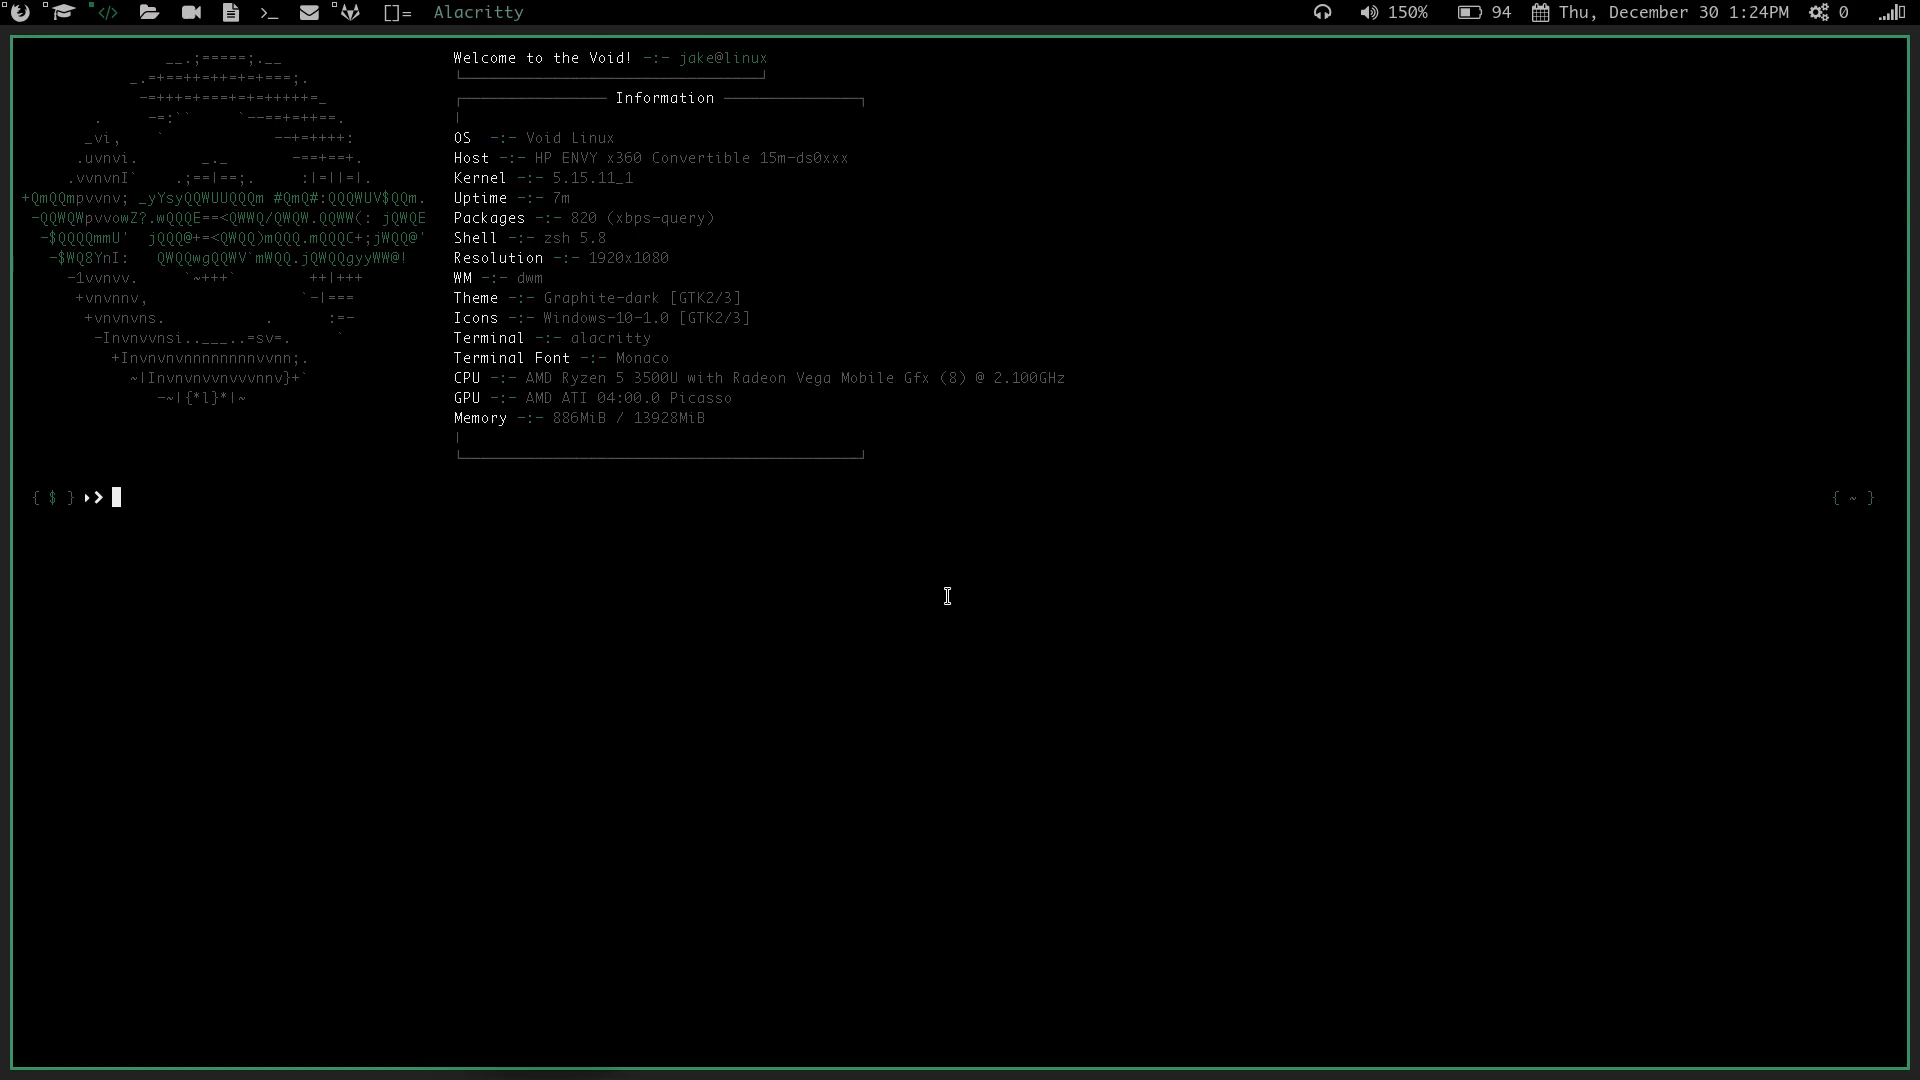 []= Alacritty 150% 94 Thu, December 30 1:24PM 0
Welcome to the Void! -:- jake@linux
Information
OS  -:- Void Linux
Host -:- HP ENVY x360 Convertible 15m-ds0xxx
Kernel -:- 5.15.11_1
Uptime -:- 7m
Packages -:- 820 (xbps-query)
Shell -:- zsh 5.8
Resolution -:- 1920x1080
WM -:- dwm
Theme -:- Graphite-dark [GTK2/3]
Icons -:- Windows-10-1.0 [GTK2/3]
Terminal -:- alacritty
Terminal Font -:- Monaco
CPU -:- AMD Ryzen 5 3500U with Radeon Vega Mobile Gfx (8) @ 2.100GHz
GPU -:- AMD ATI 04:00.0 Picasso
Memory -:- 886MiB / 13928MiB
{ $ } { ~ }